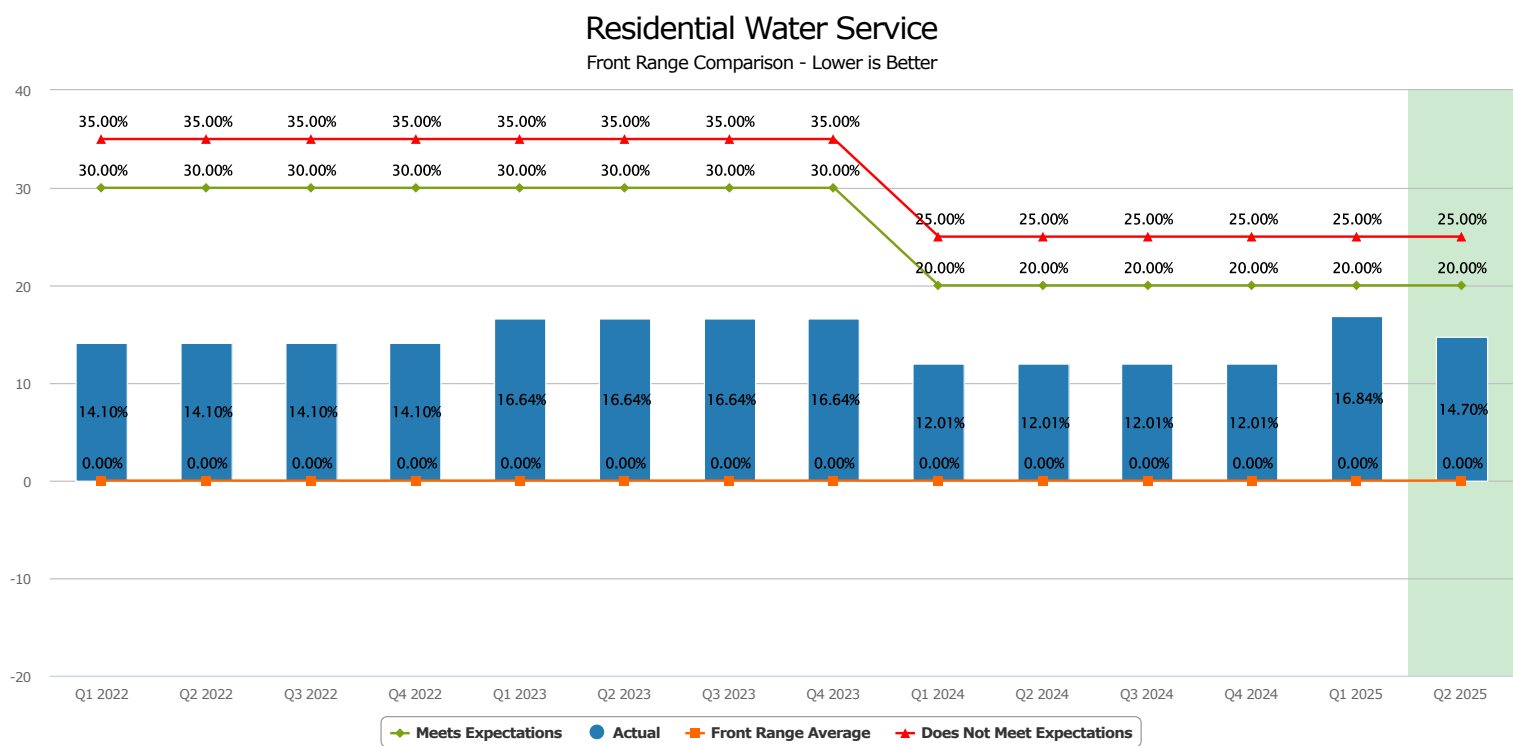 Residential Water Service
Front Range Comparison - Lower is Better
40
35.00% 35.00% 35.00% 35.00% 35.00% 35.00% 35.00% 35.00%
30.00% 30.00% 30.00% 30.00% 30.00% 30.00% 30.00% 30.00%
30
25.00% 25.00% 25.00% 25.00% 25.00% 25.00%
20.00% 20.00% 20.00% 20.00% 20.00% 20.00%
20
16.64% 16.64% 16.64% 16.64% 16.84%
14.10% 14.10% 14.10% 14.10% 14.70%
12.01% 12.01% 12.01% 12.01%
10
0.00% 0.00% 0.00% 0.00% 0.00% 0.00% 0.00% 0.00% 0.00% 0.00% 0.00% 0.00% 0.00% 0.00%
0
-10
-20
Q1 2022 Q2 2022 Q3 2022 Q4 2022 Q1 2023 Q2 2023 Q3 2023 Q4 2023 Q1 2024 Q2 2024 Q3 2024 Q4 2024 Q1 2025 Q2 2025
Meets Expectations Actual Front Range Average Does Not Meet Expectations